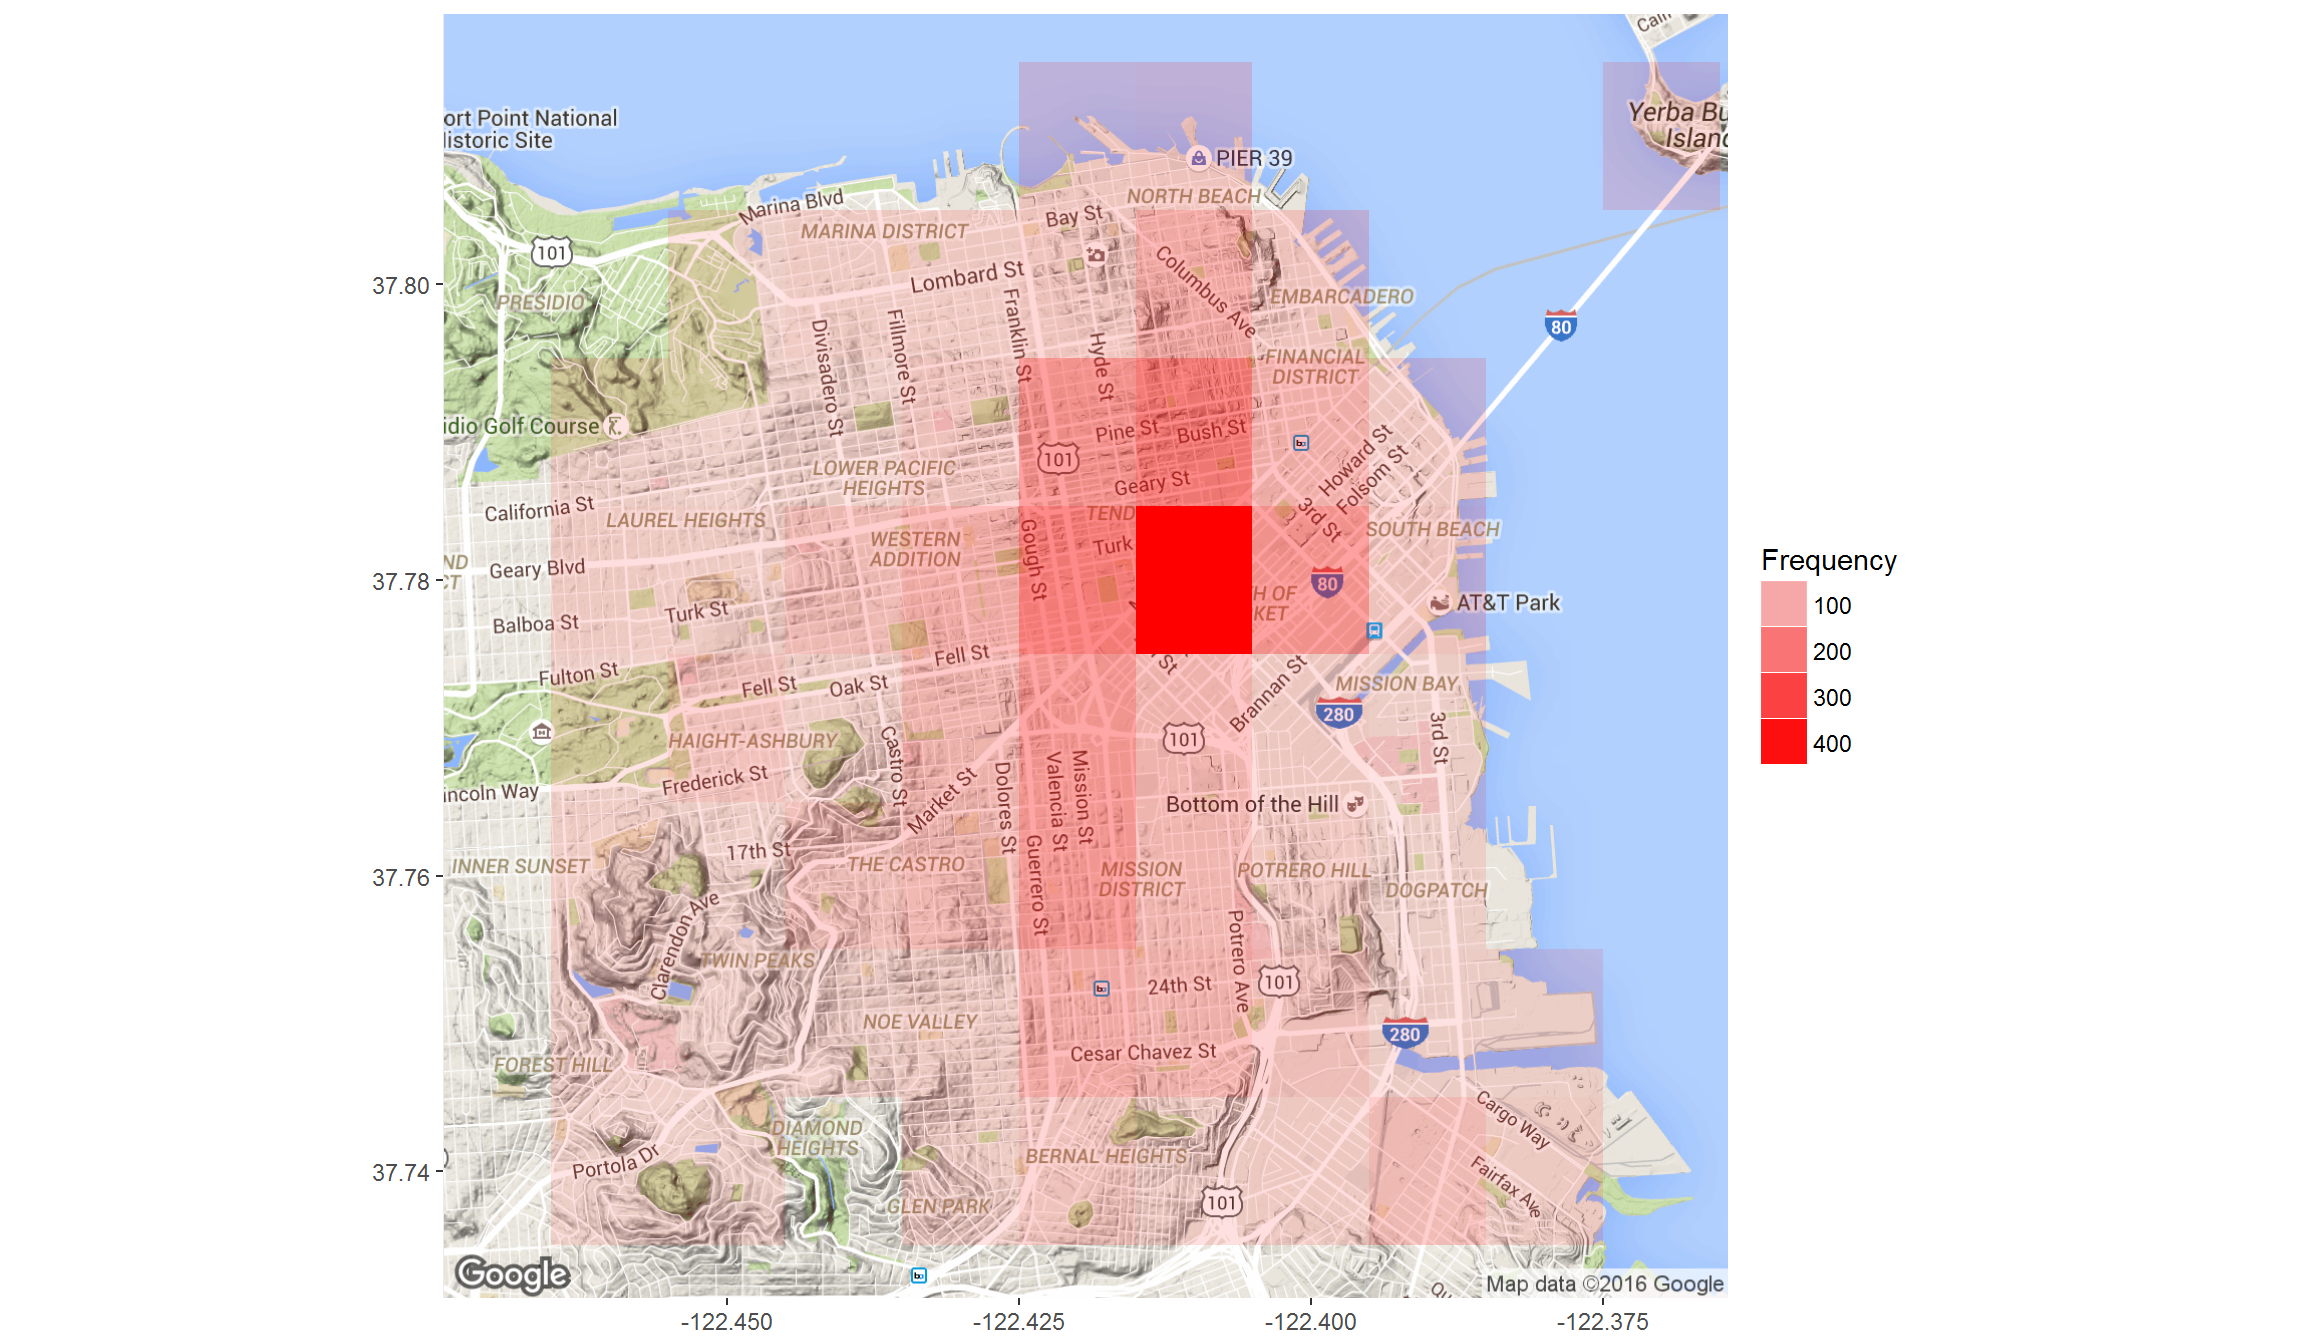 Cain
ort Point National
istoric Site
Yerba Bu
Islanc
PIER 39
NORTH BEACH
Marina Blvd
Bay St
MARINA DISTRICT
101
Lombard St
Columbus Ave
PRESIDIO
EMBARCADERO
37.80
80
Franklin St
Fillmore St
Divisadero St
Hyde St
FINANCIAL
DISTRICT
idio Golf Course
Pine St
Bush St
101
Howard St
Folsom St
LOWER PACIFIC
HEIGHTS
Geary St
California St
LAUREL HEIGHTS
TEND
3rd St
SOUTH BEACH
WESTERN
ADDITION
Gough St
Turk
ND
CT
Geary Blvd
37.78
80
H OF
KET
AT&T Park
Turk St
Balboa St
Fell St
St
Brannan St
Fulton St
Fell St
Oak St
MISSION BAY
280
3rd St
101
HAIGHT-ASHBURY
Castro St
Frederick St
incoln Way
Market St
Dolores St
Valencia St
Mission St
Bottom of the Hill
17th St
THE CASTRO
INNER SUNSET
37.76
Guerrero St
MISSION
DISTRICT
POTRERO HILL
DOGPATCH
Clarendon Ave
TWIN PEAKS
Potrero Ave
24th St
101
NOE VALLEY
280
Cesar Chavez St
FOREST HILL
Cargo Way
DIAMOND
HEIGHTS
BERNAL HEIGHTS
Portola Dr
37.74
Fairfax Ave
GLEN PARK
101
Google
Qu
Map data ©2016 Google
-122.450
-122.425
-122.400
-122.375
Frequency
100
200
300
400